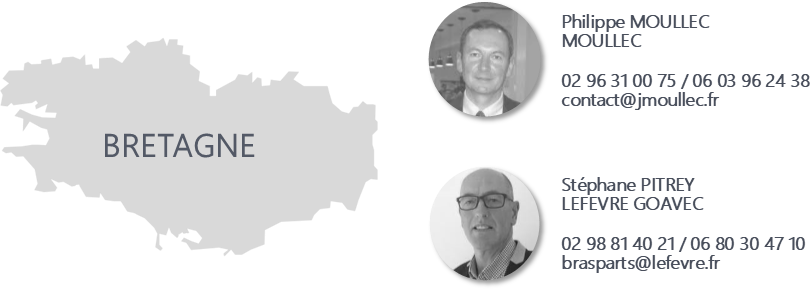 BRETAGNE
Philippe MOULLEC
MOULLEC
02 96 31 00 75 / 06 03 96 24 38
contact@jmoullec.fr
Stéphane PITREY
LEFEVRE GOAVEC
02 98 81 40 21 / 06 80 30 47 10
brasparts@lefevre.fr